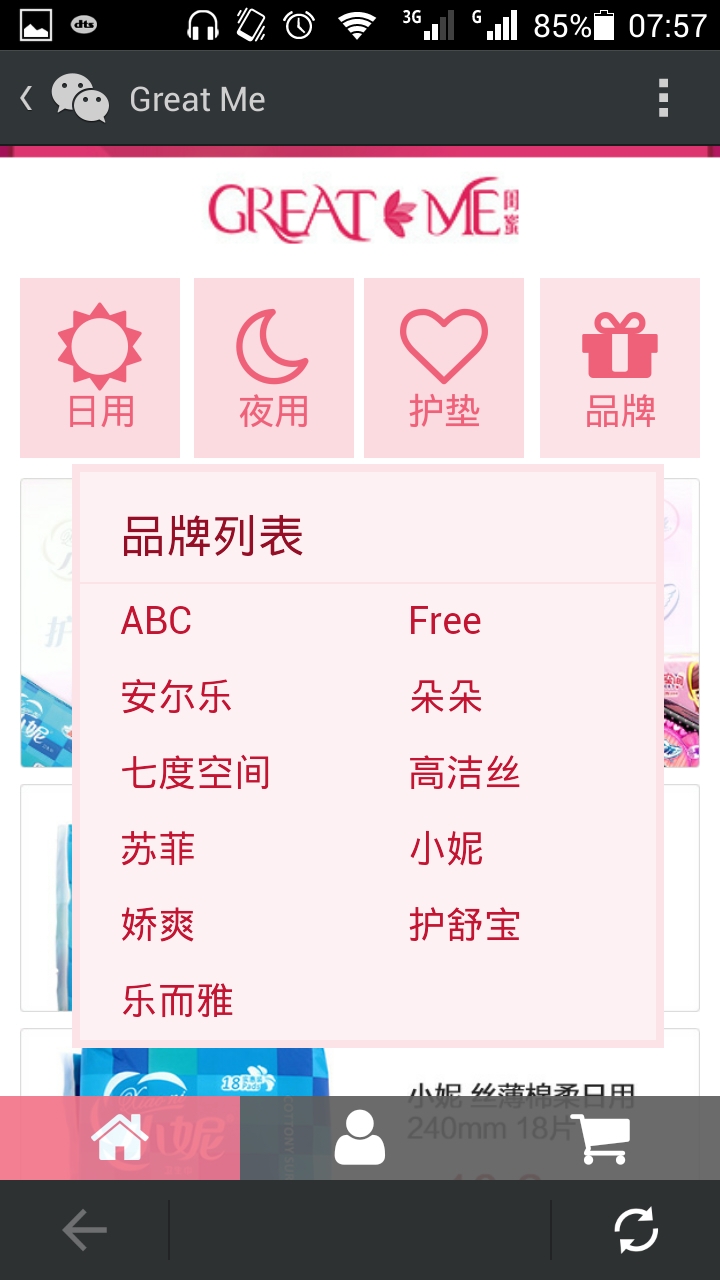 dts 3G G 85% 07:57
Great Me
GREAT ME 闺蜜
日用 夜用 护垫 品牌
品牌列表
ABC Free
安尔乐 朵朵
七度空间 高洁丝
苏菲 小妮
娇爽 护舒宝
乐而雅
18 Pads
小妮 丝薄棉柔日用
240mm 18片